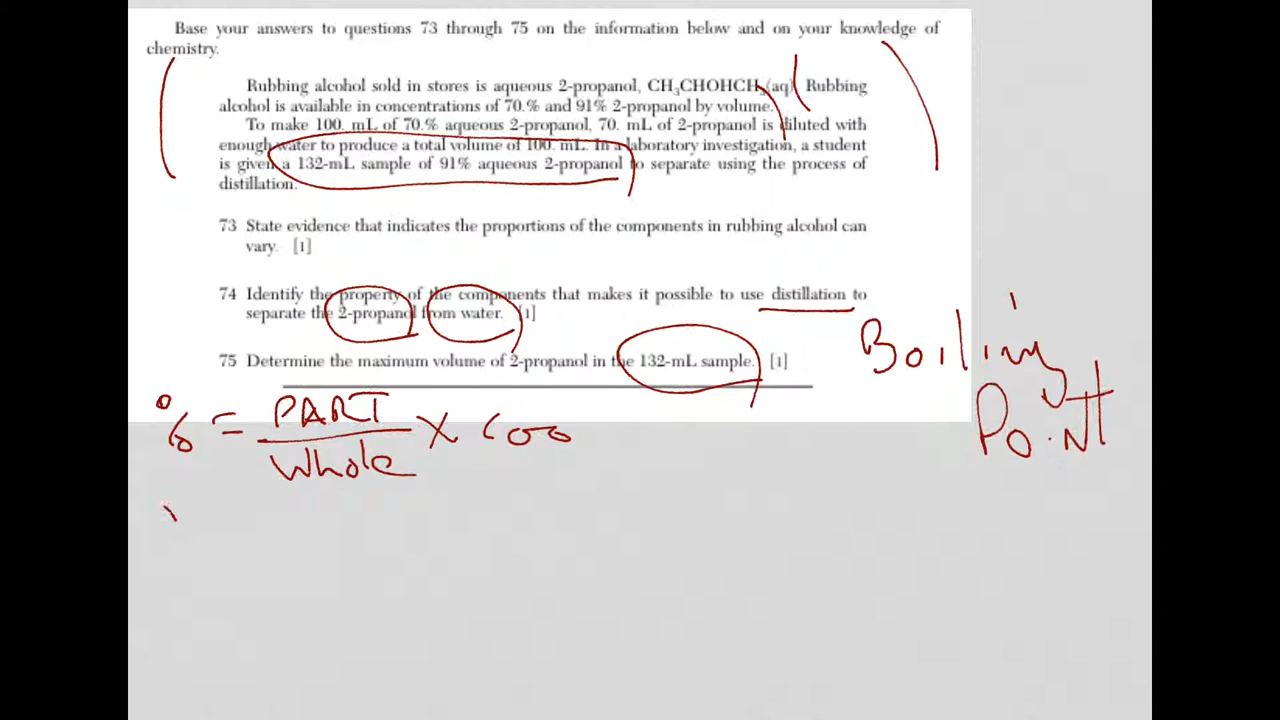 Base your answers to questions 73 through 75 on the information below and on your knowledge of
chemistry.
Rubbing alcohol sold in stores is aqueous 2-propanol, CH₃CHOHCH₃(aq). Rubbing
alcohol is available in concentrations of 70.% and 91% 2-propanol by volume.
To make 100. mL of 70.% aqueous 2-propanol, 70. mL of 2-propanol is diluted with
enough water to produce a total volume of 100. mL. In a laboratory investigation, a student
is given a 132-mL sample of 91% aqueous 2-propanol to separate using the process of
distillation.
73 State evidence that indicates the proportions of the components in rubbing alcohol can
vary. [1]
74 Identify the property of the components that makes it possible to use distillation to
separate the 2-propanol from water. [1]
75 Determine the maximum volume of 2-propanol in the 132-mL sample. [1]
Boiling
Point
% = PART
Whole × 100